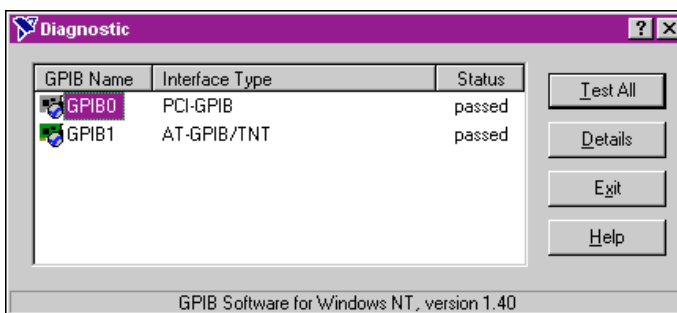 Diagnostic
GPIB Name Interface Type Status
GPIB0 PCI-GPIB passed
GPIB1 AT-GPIB/TNT passed
Test All
Details
Exit
Help
GPIB Software for Windows NT, version 1.40